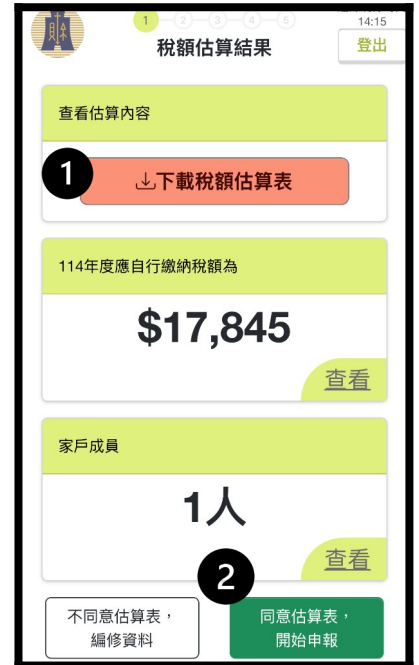 1 2 3 4 5
14:15
稅額估算結果
登出
查看估算內容
1
下載稅額估算表
114年度應自行繳納稅額為
$17,845
查看
家戶成員
1人
查看
2
不同意估算表，
編修資料
同意估算表，
開始申報